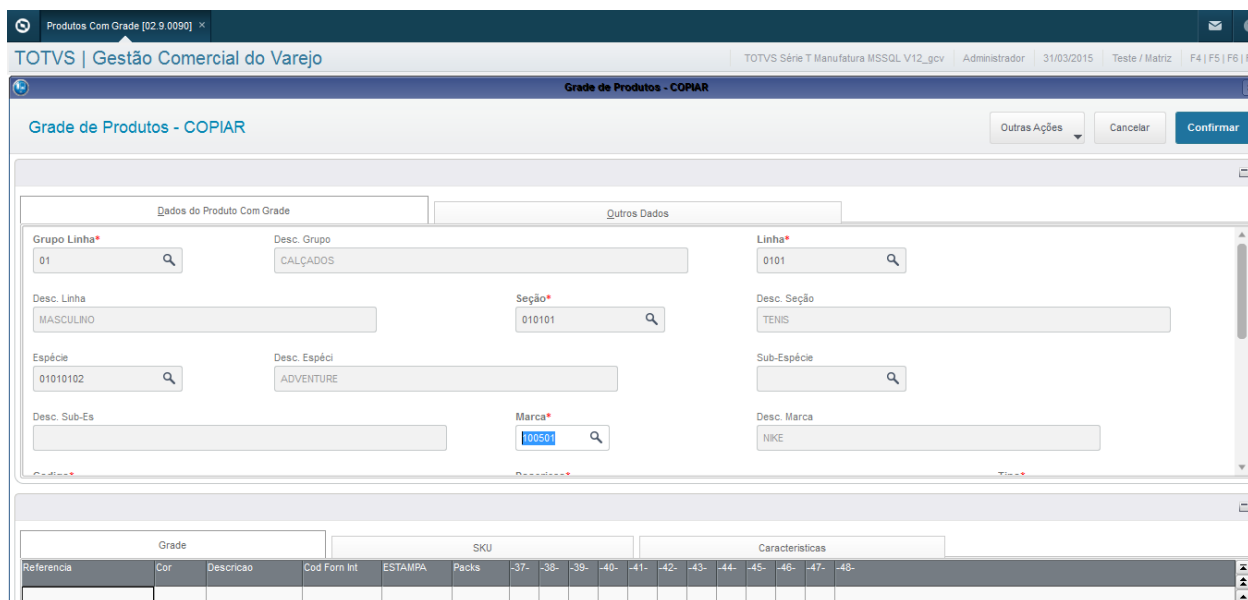 Produtos Com Grade [02.9.0090] ×
TOTVS | Gestão Comercial do Varejo
TOTVS Série T Manufatura MSSQL V12_gcv Administrador 31/03/2015 Teste / Matriz F4 | F5 | F6 |
Grade de Produtos - COPIAR
Grade de Produtos - COPIAR Outras Ações Cancelar Confirmar
Dados do Produto Com Grade Outros Dados
Grupo Linha* Desc. Grupo Linha*
01 CALÇADOS 0101
Desc. Linha Seção* Desc. Seção
MASCULINO 010101 TENIS
Espécie Desc. Espéci Sub-Espécie
01010102 ADVENTURE
Desc. Sub-Es Marca* Desc. Marca
100501 NIKE
Grade SKU Caracteristicas
Referencia Cor Descricao Cod Forn Int ESTAMPA Packs -37- -38- -39- -40- -41- -42- -43- -44- -45- -46- -47- -48-